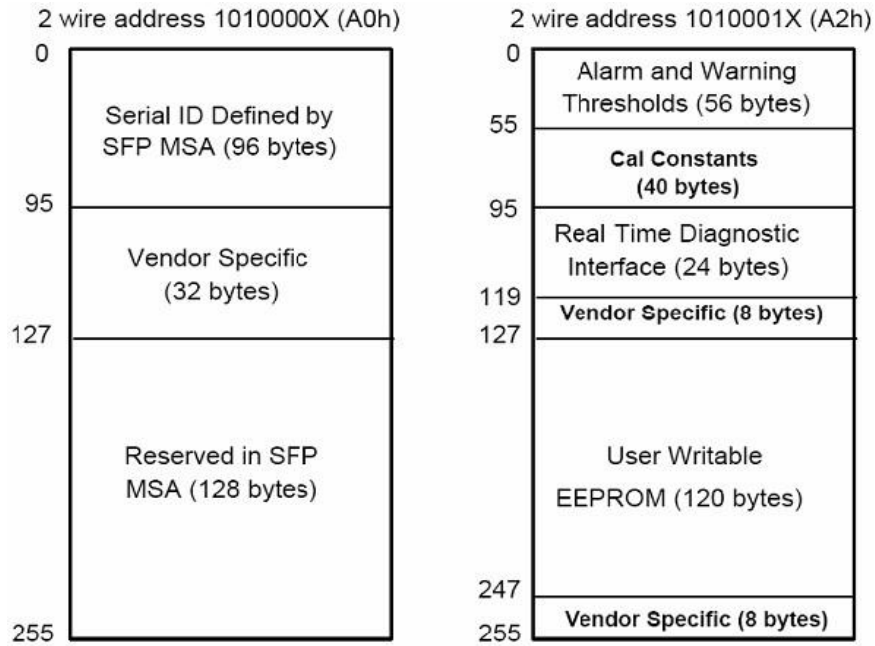 2 wire address 1010000X (A0h)
0
Serial ID Defined by
SFP MSA (96 bytes)
95
Vendor Specific
(32 bytes)
127
Reserved in SFP
MSA (128 bytes)
255
2 wire address 1010001X (A2h)
0
Alarm and Warning
Thresholds (56 bytes)
55
Cal Constants
(40 bytes)
95
Real Time Diagnostic
Interface (24 bytes)
119
Vendor Specific (8 bytes)
127
User Writable
EEPROM (120 bytes)
247
Vendor Specific (8 bytes)
255